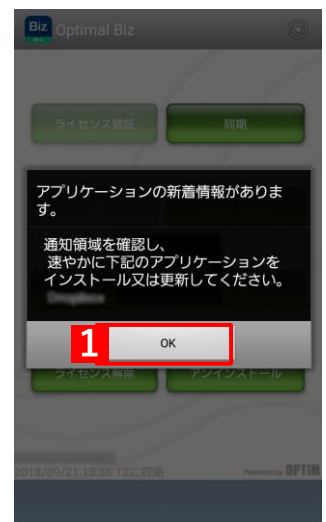 Biz Optimal Biz
ライセンス認証 同期
アプリケーションの新着情報がありま
す。
通知領域を確認し、
速やかに下記のアプリケーションを
インストール又は更新してください。
Dropbox
1 OK
ライセンス解除 アンインストール
2018/09/21 13:36:12に同期 Powered by OPTiM